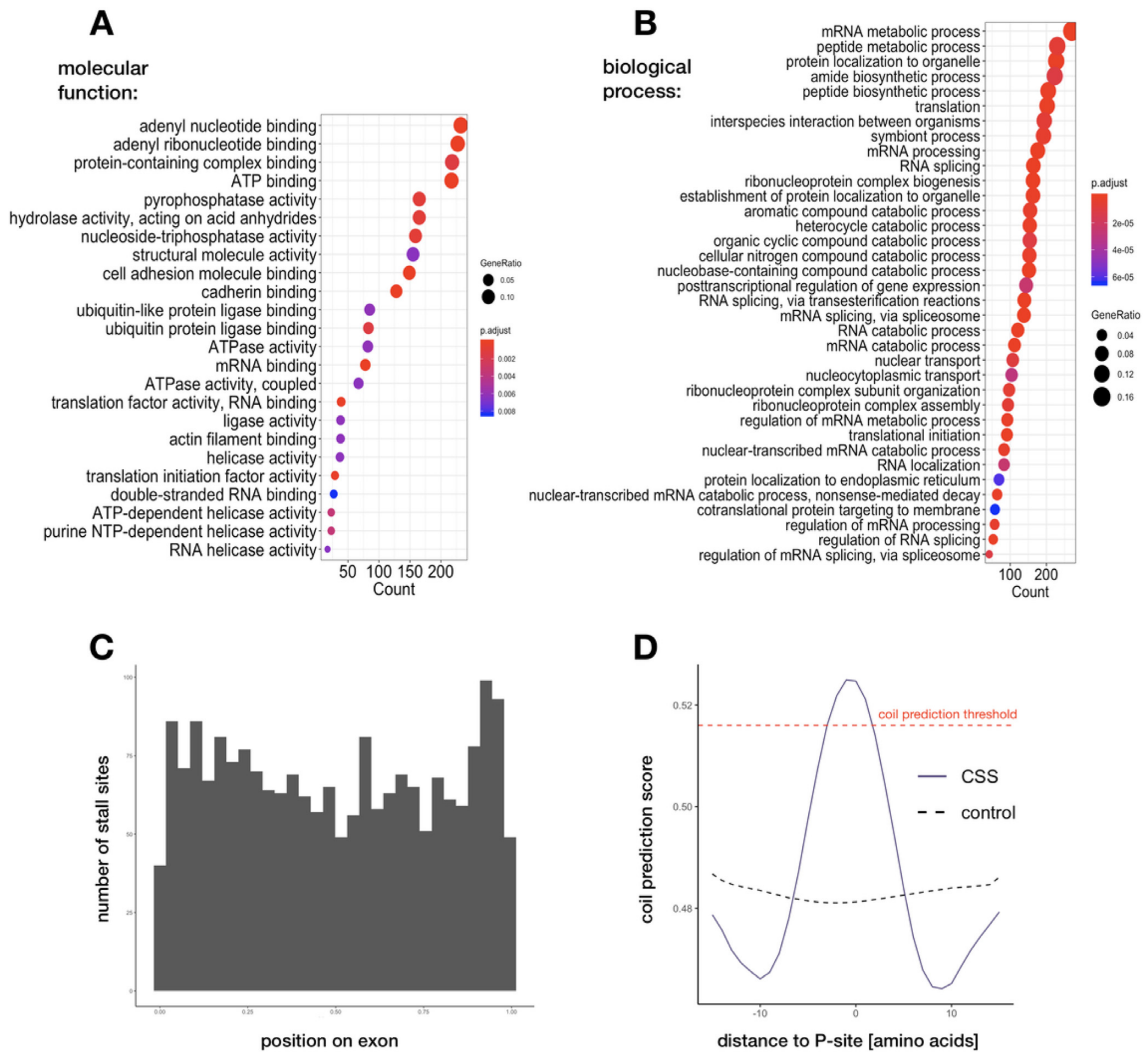 A
molecular
function:
adenyl nucleotide binding
adenyl ribonucleotide binding
protein-containing complex binding
ATP binding
pyrophosphatase activity
hydrolase activity, acting on acid anhydrides
nucleoside-triphosphatase activity
structural molecule activity
cell adhesion molecule binding
cadherin binding
ubiquitin-like protein ligase binding
ubiquitin protein ligase binding
ATPase activity
mRNA binding
ATPase activity, coupled
translation factor activity, RNA binding
ligase activity
actin filament binding
helicase activity
translation initiation factor activity
double-stranded RNA binding
ATP-dependent helicase activity
purine NTP-dependent helicase activity
RNA helicase activity
50 100 150 200
Count
GeneRatio
0.05
0.10
p.adjust
0.002
0.004
0.006
0.008
B
biological
process:
mRNA metabolic process
peptide metabolic process
protein localization to organelle
amide biosynthetic process
peptide biosynthetic process
translation
interspecies interaction between organisms
symbiont process
mRNA processing
RNA splicing
ribonucleoprotein complex biogenesis
establishment of protein localization to organelle
aromatic compound catabolic process
heterocycle catabolic process
organic cyclic compound catabolic process
cellular nitrogen compound catabolic process
nucleobase-containing compound catabolic process
posttranscriptional regulation of gene expression
RNA splicing, via transesterification reactions
mRNA splicing, via spliceosome
RNA catabolic process
mRNA catabolic process
nuclear transport
nucleocytoplasmic transport
ribonucleoprotein complex subunit organization
ribonucleoprotein complex assembly
regulation of mRNA metabolic process
translational initiation
nuclear-transcribed mRNA catabolic process
RNA localization
protein localization to endoplasmic reticulum
nuclear-transcribed mRNA catabolic process, nonsense-mediated decay
cotranslational protein targeting to membrane
regulation of mRNA processing
regulation of RNA splicing
regulation of mRNA splicing, via spliceosome
100 200
Count
p.adjust
2e-05
4e-05
6e-05
GeneRatio
0.04
0.08
0.12
0.16
C
number of stall sites
100
75
50
25
0
0.00 0.25 0.50 0.75 1.00
position on exon
D
coil prediction score
0.52
0.50
0.48
coil prediction threshold
CSS
control
-10 0 10
distance to P-site [amino acids]